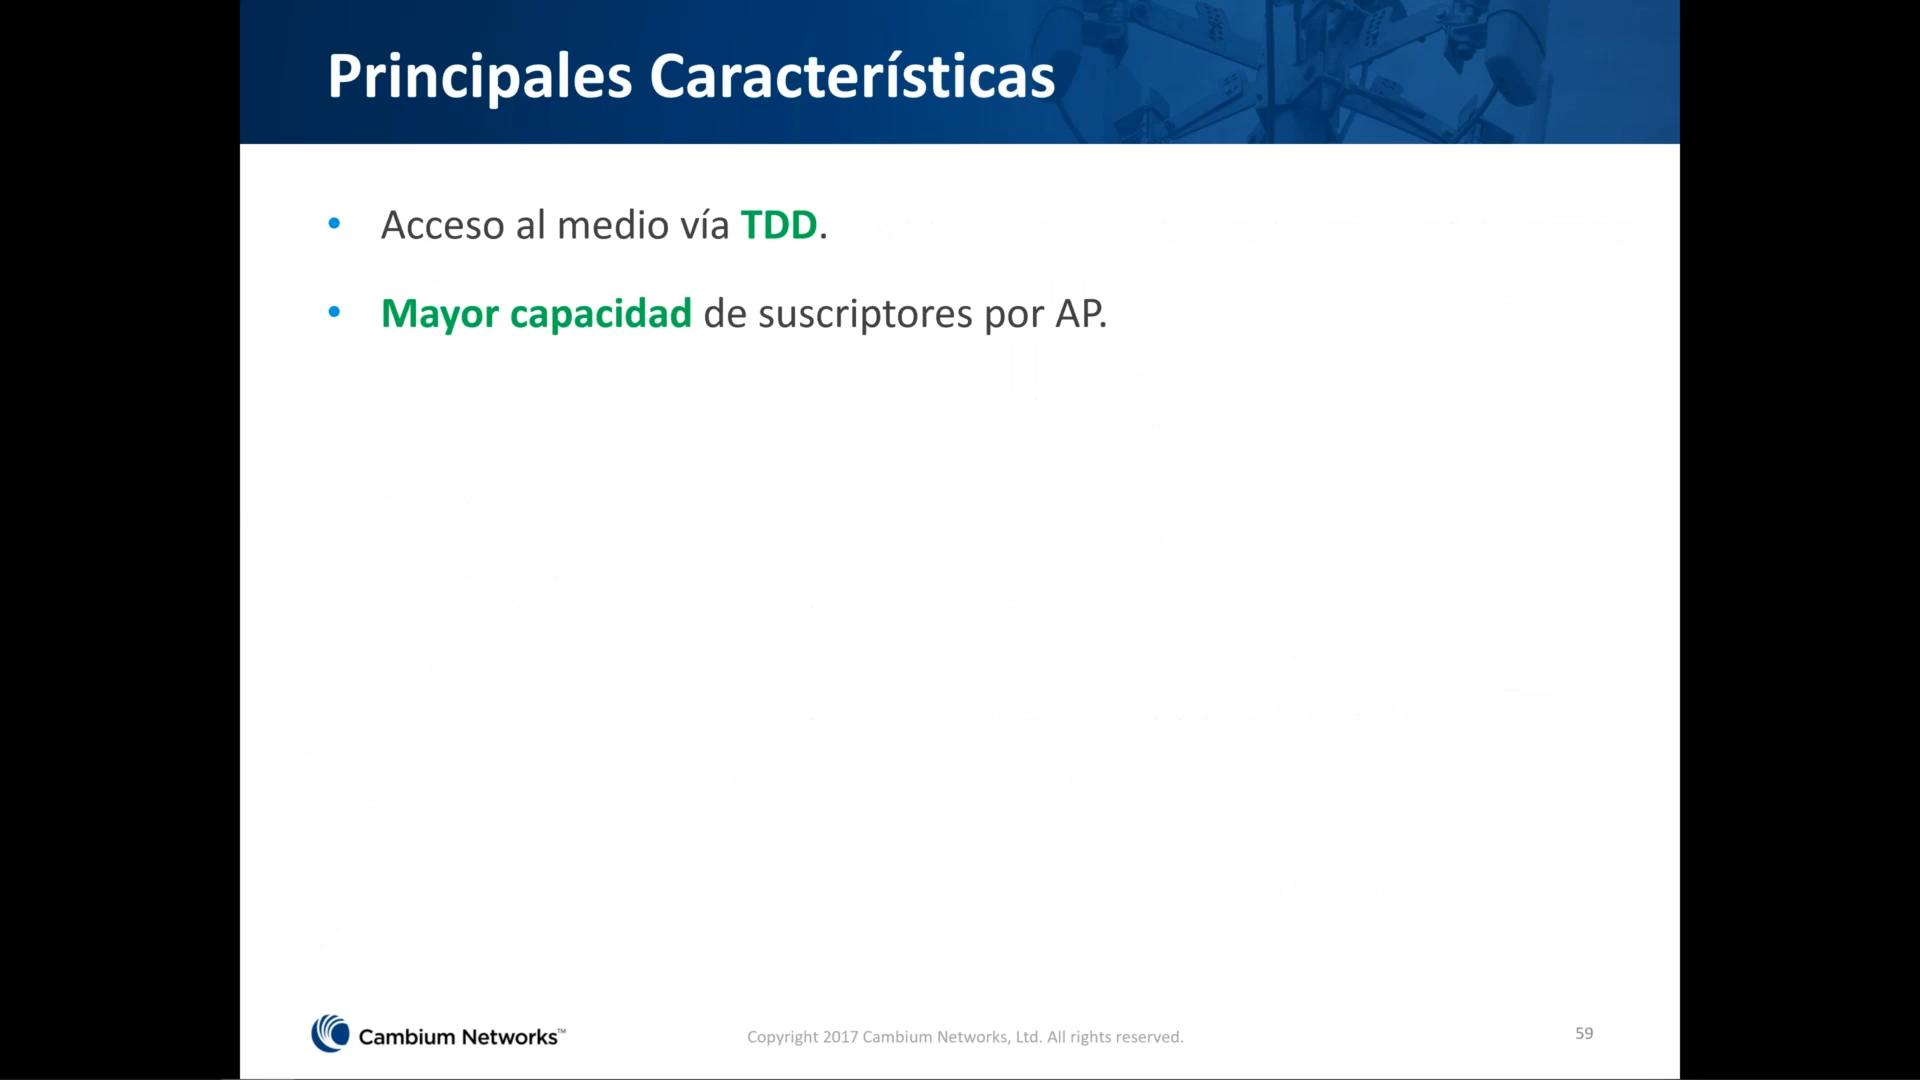 Principales Características
• Acceso al medio vía TDD.
• Mayor capacidad de suscriptores por AP.
Cambium Networks™
Copyright 2017 Cambium Networks, Ltd. All rights reserved.
59